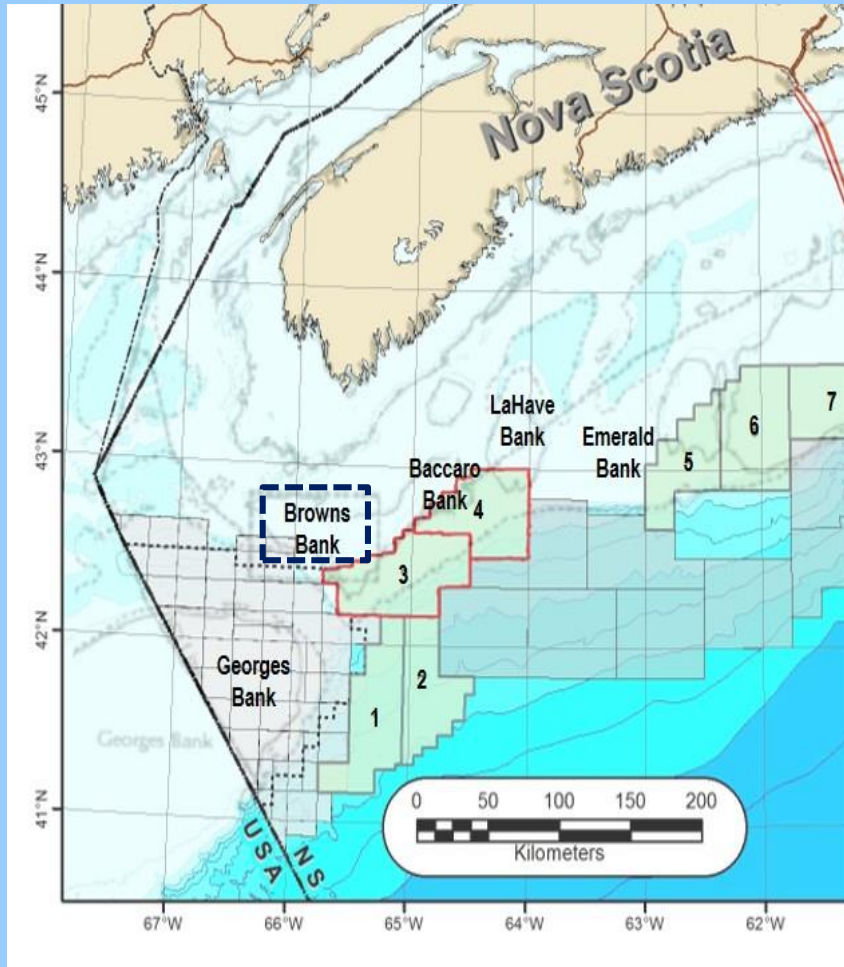 45°N
Nova Scotia
44°N
LaHave
Bank
7
6
Emerald
Bank
5
43°N
Baccaro
Bank
4
Browns
Bank
3
42°N
Georges
Bank
2
1
Georges Bank
41°N
0 50 100 150 200
Kilometers
USA
NS
67°W 66°W 65°W 64°W 63°W 62°W